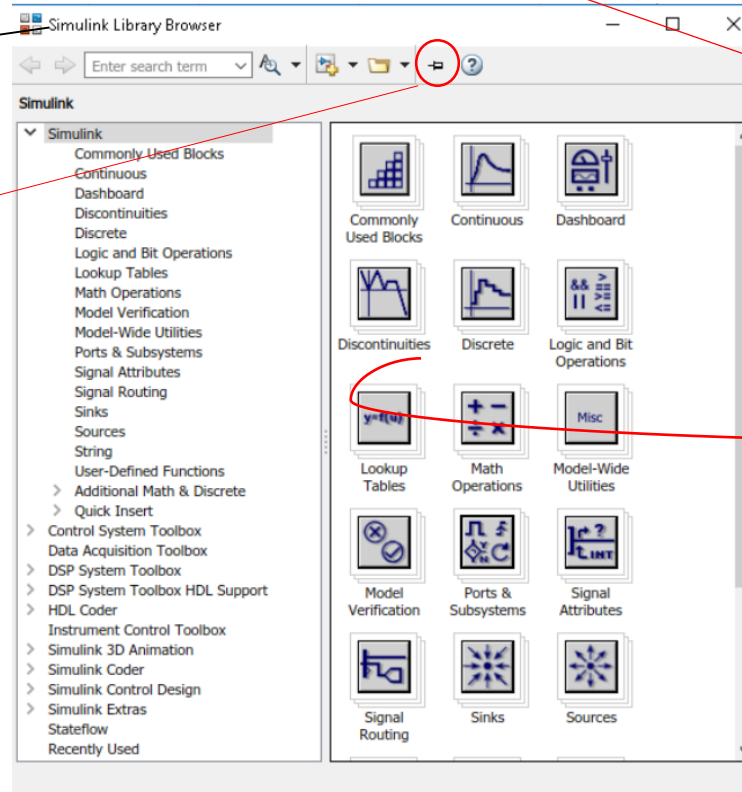 Simulink Library Browser
Enter search term
Simulink
Simulink
Commonly Used Blocks
Continuous
Dashboard
Discontinuities
Discrete
Logic and Bit Operations
Lookup Tables
Math Operations
Model Verification
Model-Wide Utilities
Ports & Subsystems
Signal Attributes
Signal Routing
Sinks
Sources
String
User-Defined Functions
Additional Math & Discrete
Quick Insert
Control System Toolbox
Data Acquisition Toolbox
DSP System Toolbox
DSP System Toolbox HDL Support
HDL Coder
Instrument Control Toolbox
Simulink 3D Animation
Simulink Coder
Simulink Control Design
Simulink Extras
Stateflow
Recently Used
Commonly
Used Blocks
Continuous
Dashboard
&& >
|| ==
>=
<=
Discontinuities
Discrete
Logic and Bit
Operations
y=f(u)
+ −
÷ ×
Misc
Lookup
Tables
Math
Operations
Model-Wide
Utilities
Y
N
?
INT
Model
Verification
Ports &
Subsystems
Signal
Attributes
Signal
Routing
Sinks
Sources